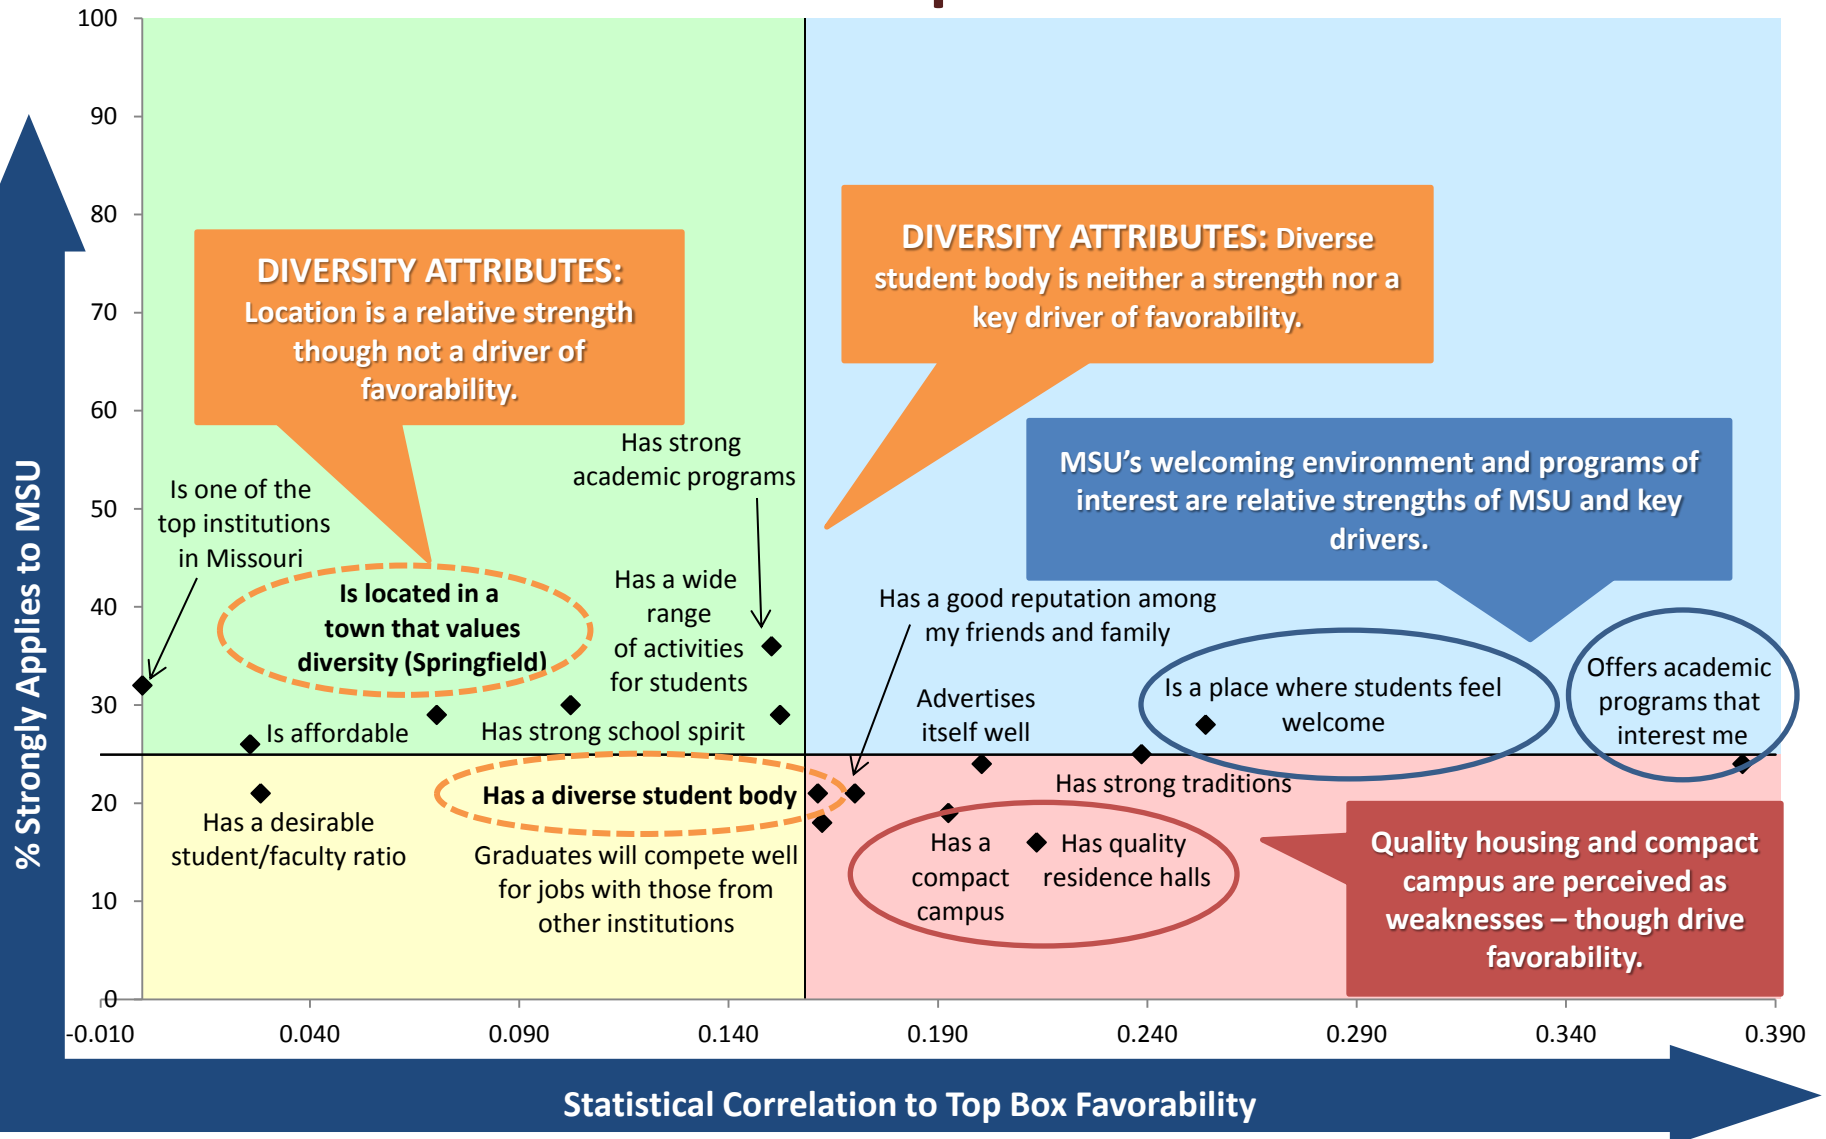 100
90
80
70
60
50
40
30
20
10
0
% Strongly Applies to MSU
DIVERSITY ATTRIBUTES:
Location is a relative strength
though not a driver of
favorability.
DIVERSITY ATTRIBUTES: Diverse
student body is neither a strength nor a
key driver of favorability.
MSU’s welcoming environment and programs of
interest are relative strengths of MSU and key
drivers.
Has strong
academic programs
Is one of the
top institutions
in Missouri
Is located in a
town that values
diversity (Springfield)
Has a wide
range
of activities
for students
Has a good reputation among
my friends and family
Advertises
itself well
Is a place where students feel
welcome
Offers academic
programs that
interest me
Is affordable
Has strong school spirit
Has a desirable
student/faculty ratio
Has a diverse student body
Graduates will compete well
for jobs with those from
other institutions
Has strong traditions
Has a
compact
campus
Has quality
residence halls
Quality housing and compact
campus are perceived as
weaknesses – though drive
favorability.
-0.010
0.040
0.090
0.140
0.190
0.240
0.290
0.340
0.390
Statistical Correlation to Top Box Favorability